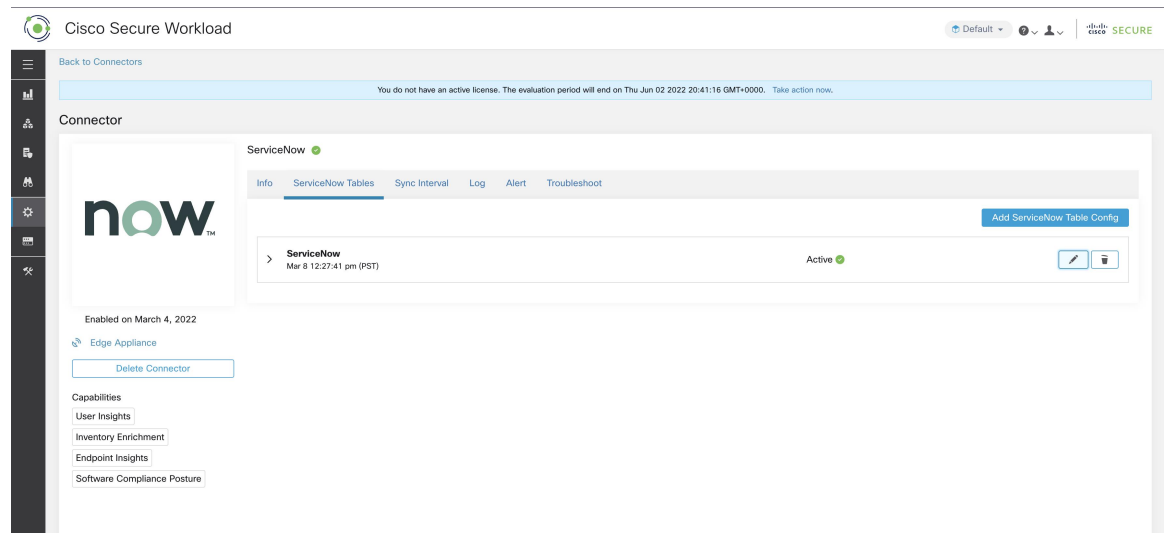 Cisco Secure Workload
Default
cisco SECURE
Back to Connectors
You do not have an active license. The evaluation period will end on Thu Jun 02 2022 20:41:16 GMT+0000. Take action now.
Connector
now™
ServiceNow
Info ServiceNow Tables Sync Interval Log Alert Troubleshoot
Add ServiceNow Table Config
ServiceNow
Mar 8 12:27:41 pm (PST)
Active
Enabled on March 4, 2022
Edge Appliance
Delete Connector
Capabilities
User Insights
Inventory Enrichment
Endpoint Insights
Software Compliance Posture